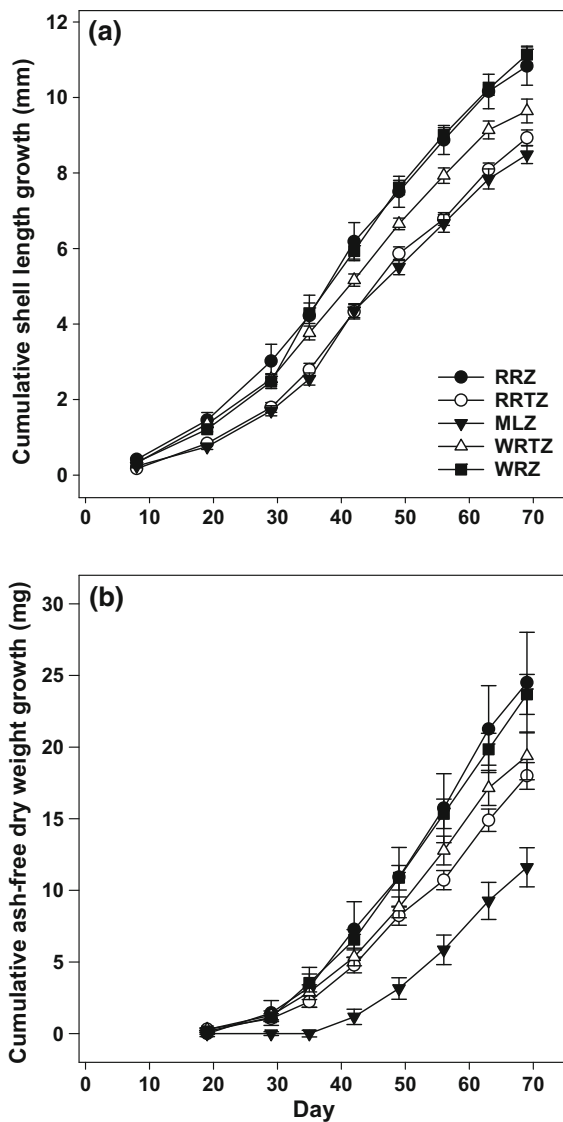 (a)
Cumulative shell length growth (mm)
12
10
8
6
4
2
0
RRZ
RRTZ
MLZ
WRTZ
WRZ
0 10 20 30 40 50 60 70
(b)
Cumulative ash-free dry weight growth (mg)
30
25
20
15
10
5
0
0 10 20 30 40 50 60 70
Day